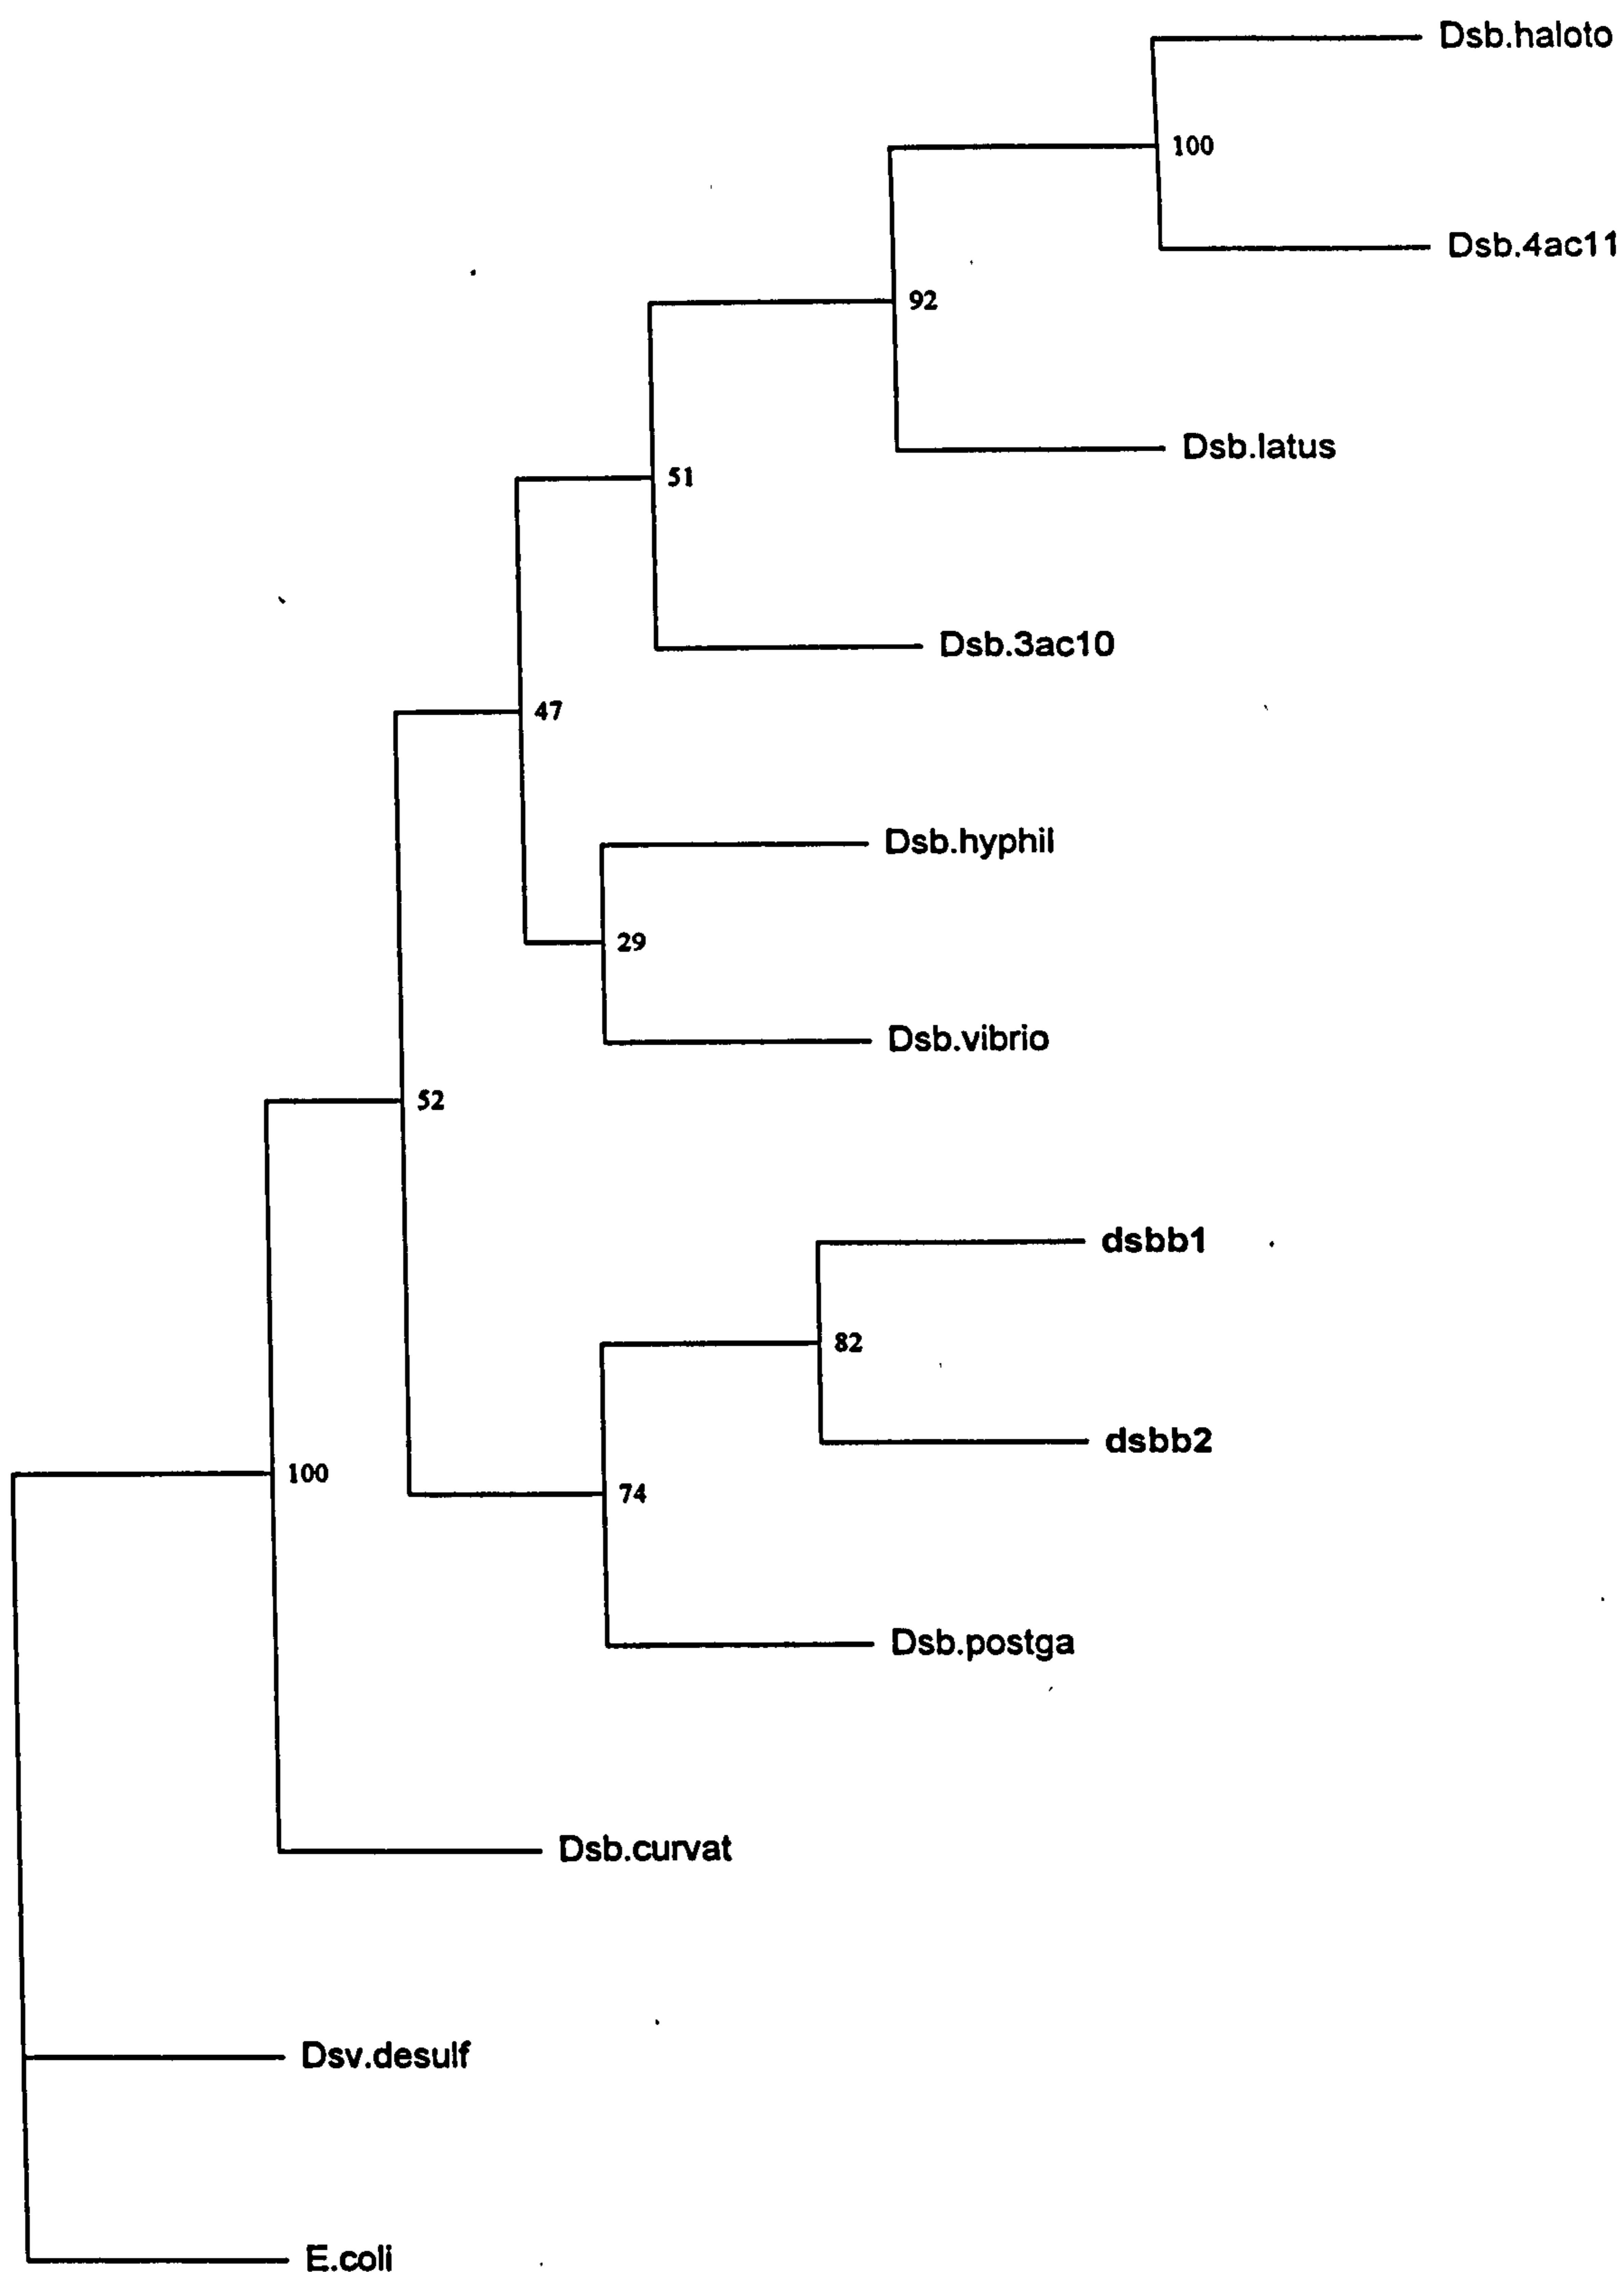 Dsb.haloto
100
Dsb.4ac11
92
Dsb.latus
51
Dsb.3ac10
47
Dsb.hyphil
29
Dsb.vibrio
52
dsbb1
82
dsbb2
100
74
Dsb.postga
Dsb.curvat
Dsv.desulf
E.coli